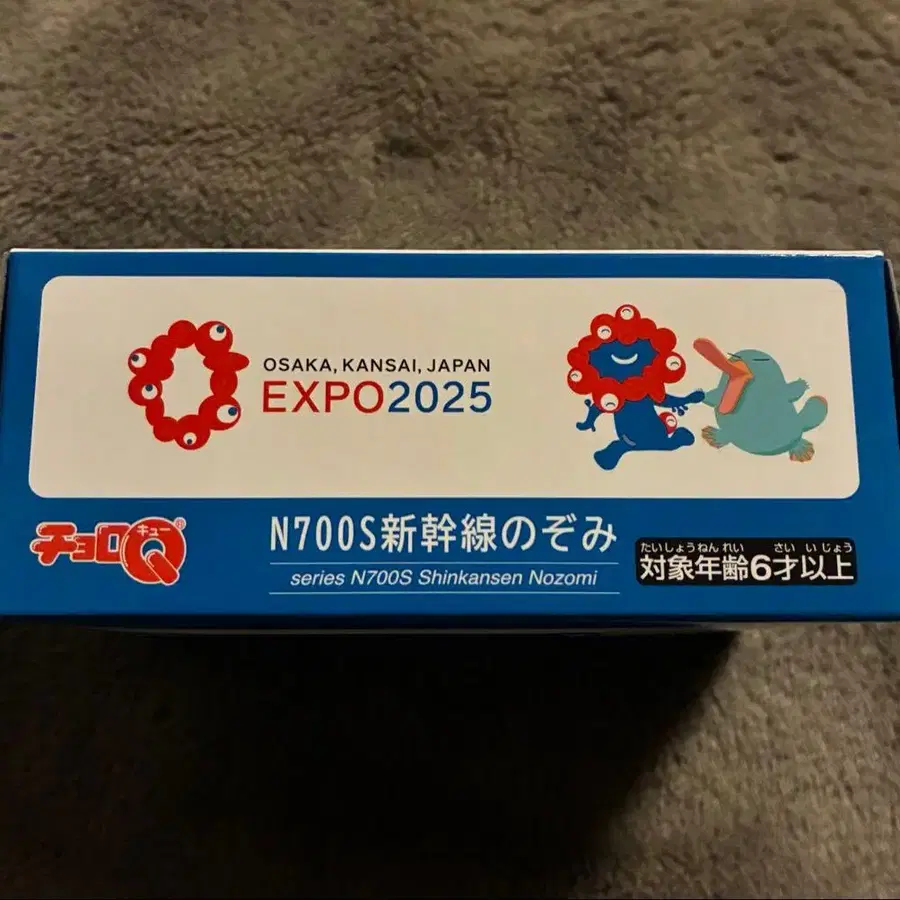 OSAKA, KANSAI, JAPAN
EXPO2025
チョロQ®
キュー
N700S新幹線のぞみ
series N700S Shinkansen Nozomi
たいしょうねんれい さい いじょう
対象年齢6才以上